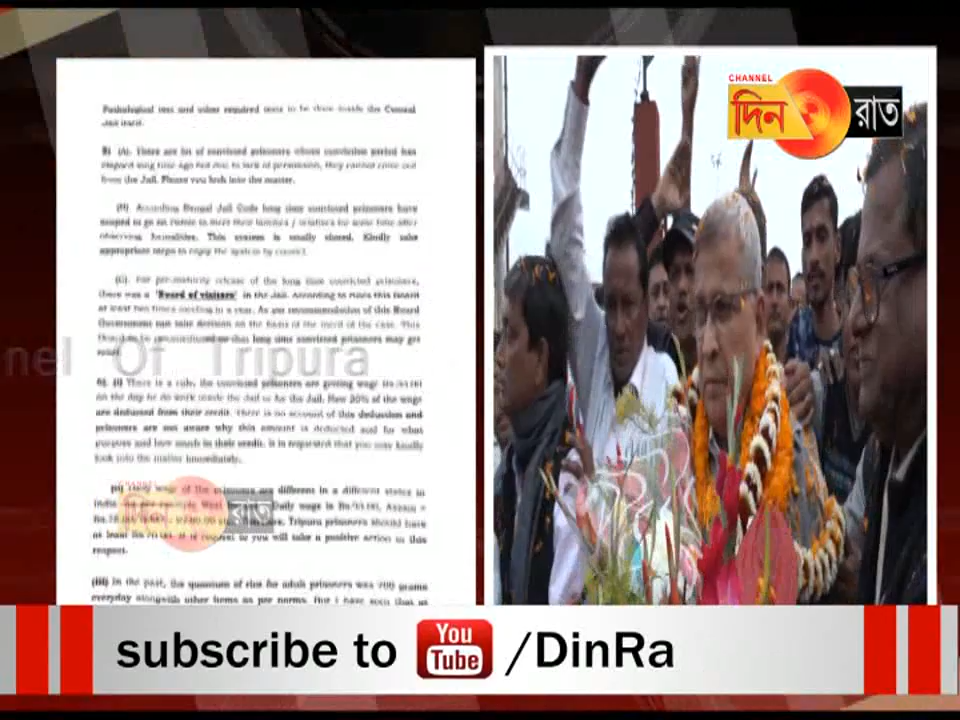 Pathological test and other required tests to be done inside the Central
Jail itself.
5) (A). There are lot of convicted prisoners whose conviction period has
elapsed long time ago but due to lack of permission, they cannot come out
from the Jail. Please you look into the matter.
(B) According Bengal Jail Code long time convicted prisoners have
to go on to meet their / relatives for some time after
observing formalities. This system is totally closed. Kindly take
appropriate steps to enjoy the system by
(C). For pre-maturity release of the long time convicted prisoners,
there was a "Board of visitors" in the Jail. According to rules this Board
at least two times meeting in a year. As per recommendation of this Board
Government can take decision on the basis of the merit of the case. This
be so that long time convicted prisoners may get
relief.
nel Of Tripura
6). (i) There is a rule, the convicted prisoners are getting wage
on the day he do work inside the Jail or for the Jail. Now 20% of the wage
are deducted from their credit. There is no account of this deduction and
prisoners are not aware why this amount is deducted and for what
purpose and how much in their credit. It is requested that you may kindly
look into the matter immediately.
(ii) Daily wage of the prisoners are different in a different states in
India. As per example, West daily wage is
Tripura prisoners should have
at least to you will take a positive action in this
respect.
(iii) In the past, the quantum of rice for adult prisoners was 700 grams
everyday alongwith other items as per norms. But I have seen that at
CHANNEL
দিন রাত
দিন রাত
subscribe to You Tube /DinRa